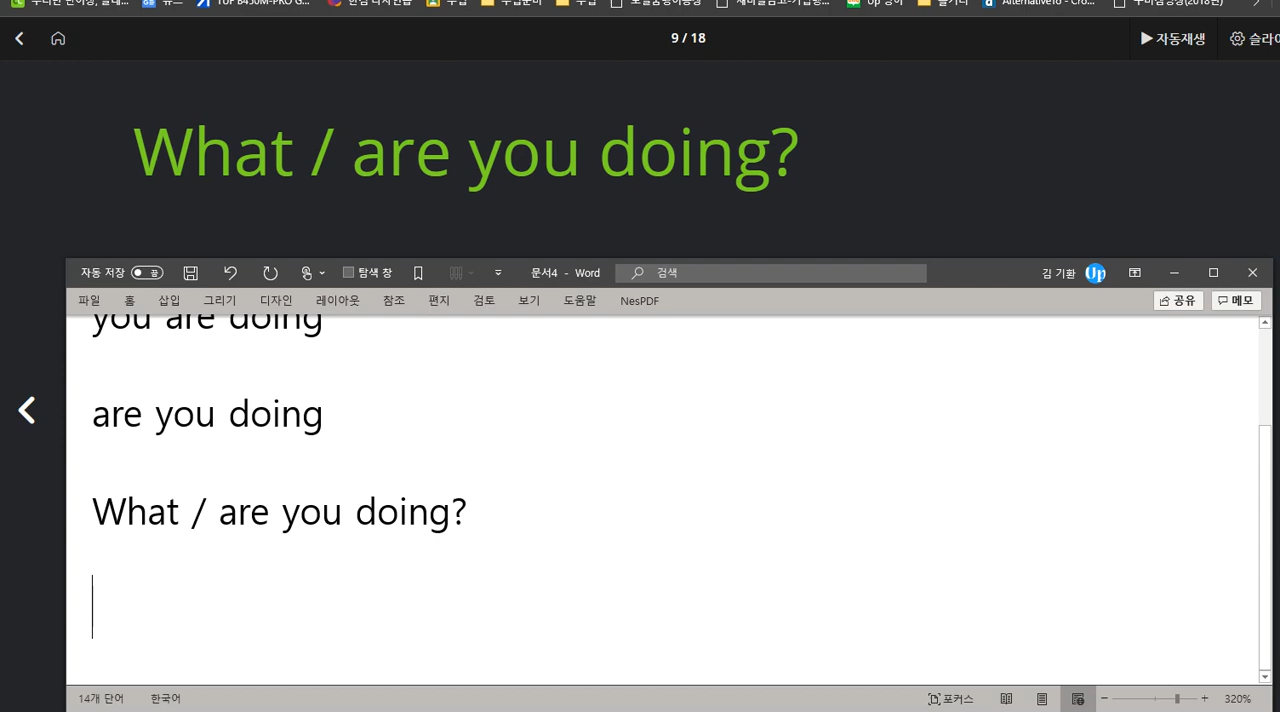 뉴스
9 / 18
▶ 자동재생
What / are you doing?
자동 저장 끔
탐색 창
문서4 - Word
검색
김 기환
Up
파일 홈 삽입 그리기 디자인 레이아웃 참조 편지 검토 보기 도움말 NesPDF
공유 메모
you are doing
are you doing
What / are you doing?
14개 단어 한국어
포커스
320%